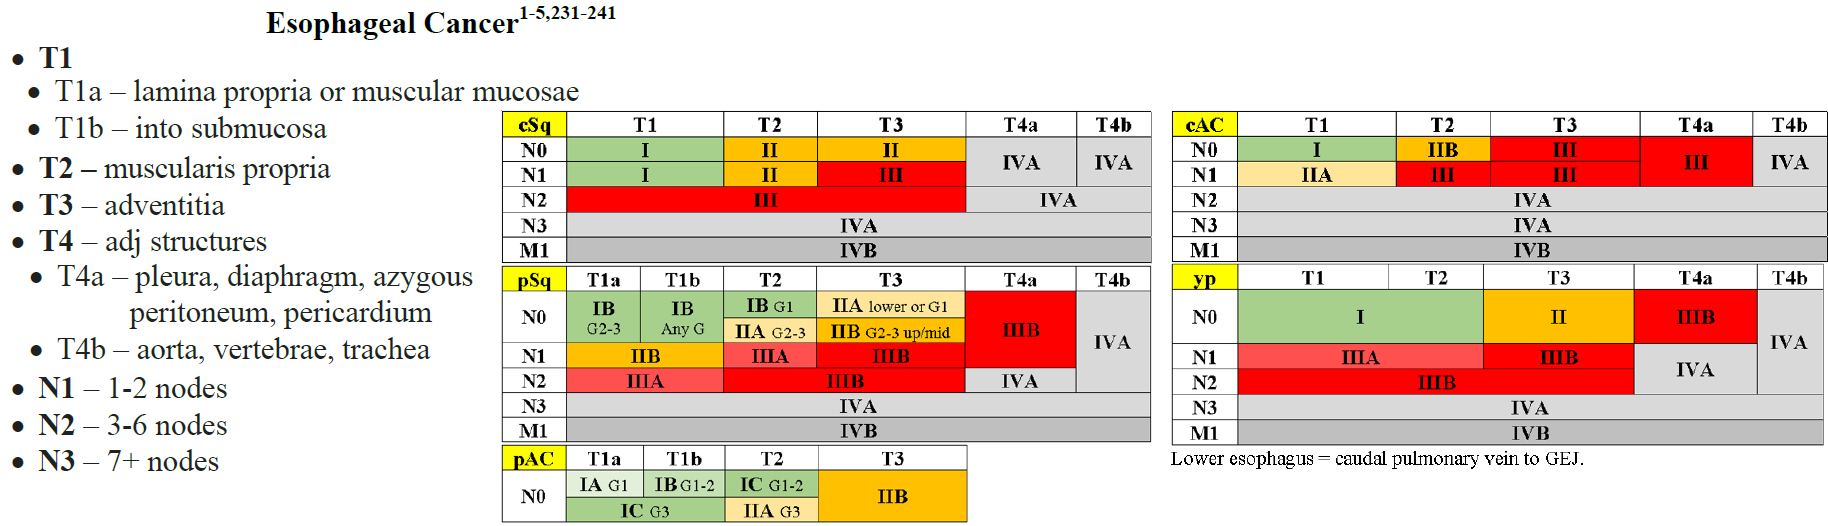 Esophageal Cancer1-5,231-241
• T1
• T1a – lamina propria or muscular mucosae
• T1b – into submucosa
• T2 – muscularis propria
• T3 – adventitia
• T4 – adj structures
• T4a – pleura, diaphragm, azygous
peritoneum, pericardium
• T4b – aorta, vertebrae, trachea
• N1 – 1-2 nodes
• N2 – 3-6 nodes
• N3 – 7+ nodes
cSq T1 T2 T3 T4a T4b
N0 I II II IVA IVA
N1 I II III
N2 III IVA
N3 IVA
M1 IVB
pSq T1a T1b T2 T3 T4a T4b
N0 IB G2-3 IB Any G IB G1 IIA lower or G1 IIIB IVA
IIA G2-3 IIB G2-3 up/mid
N1 IIB IIIA IIIB
N2 IIIA IIIB IVA
N3 IVA
M1 IVB
pAC T1a T1b T2 T3
N0 IA G1 IB G1-2 IC G1-2 IIB
IC G3 IIA G3
cAC T1 T2 T3 T4a T4b
N0 I IIB III III IVA
N1 IIA III III
N2 IVA
N3 IVA
M1 IVB
yp T1 T2 T3 T4a T4b
N0 I II IIIB IVA
N1 IIIA IIIB IVA
N2 IIIB
N3 IVA
M1 IVB
Lower esophagus = caudal pulmonary vein to GEJ.